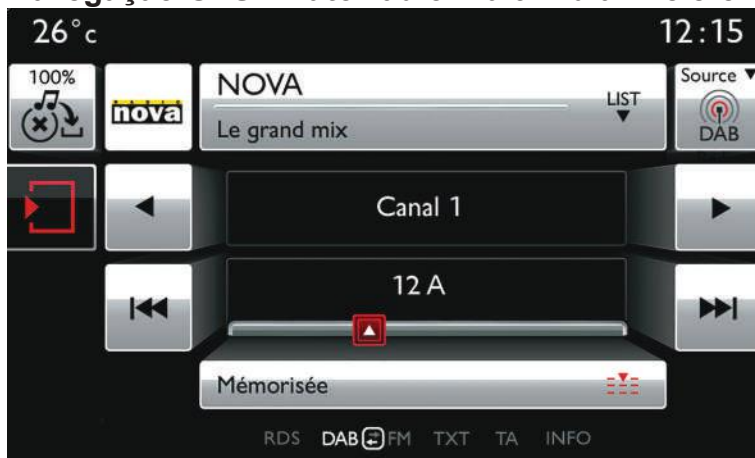 26°c 12:15
100%
nova
NOVA
Le grand mix
LIST
Source
DAB
Canal 1
12 A
Mémorisée
RDS DAB FM TXT TA INFO